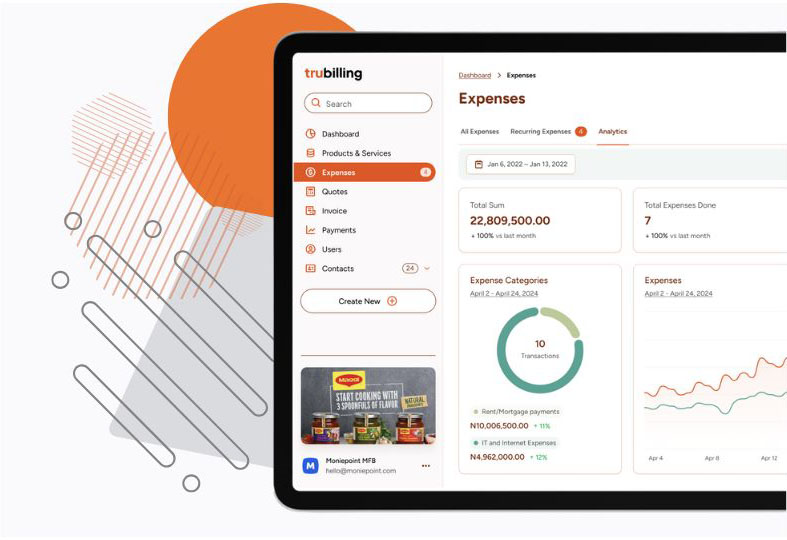 trubilling
Search
Dashboard
Products & Services
Expenses 4
Quotes
Invoice
Payments
Users
Contacts 24
Create New
MAGGI
START COOKING WITH
3 SPOONFULS OF FLAVOR
NATURAL
M
Moniepoint MFB
hello@moniepoint.com
Dashboard > Expenses
Expenses
All Expenses Recurring Expenses 4 Analytics
Jan 6, 2022 – Jan 13, 2022
Total Sum
22,809,500.00
+ 100% vs last month
Total Expenses Done
7
+ 100% vs last month
Expense Categories
April 2 - April 24, 2024
10
Transactions
Rent/Mortgage payments
₦10,006,500.00 + 11%
IT and Internet Expenses
₦4,962,000.00 + 12%
Expenses
April 2 - April 24, 2024
Apr 4 Apr 8 Apr 12